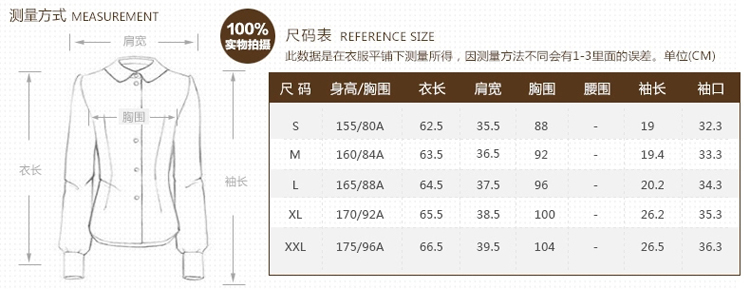 测量方式 MEASUREMENT
肩宽
胸围
衣长
袖长
100%
实物拍摄
尺码表 REFERENCE SIZE
此数据是在衣服平铺下测量所得，因测量方法不同会有1-3里面的误差。单位(CM)
尺 码 身高/胸围 衣长 肩宽 胸围 腰围 袖长 袖口
S 155/80A 62.5 35.5 88 - 19 32.3
M 160/84A 63.5 36.5 92 - 19.4 33.3
L 165/88A 64.5 37.5 96 - 20.2 34.3
XL 170/92A 65.5 38.5 100 - 26.2 35.3
XXL 175/96A 66.5 39.5 104 - 26.5 36.3